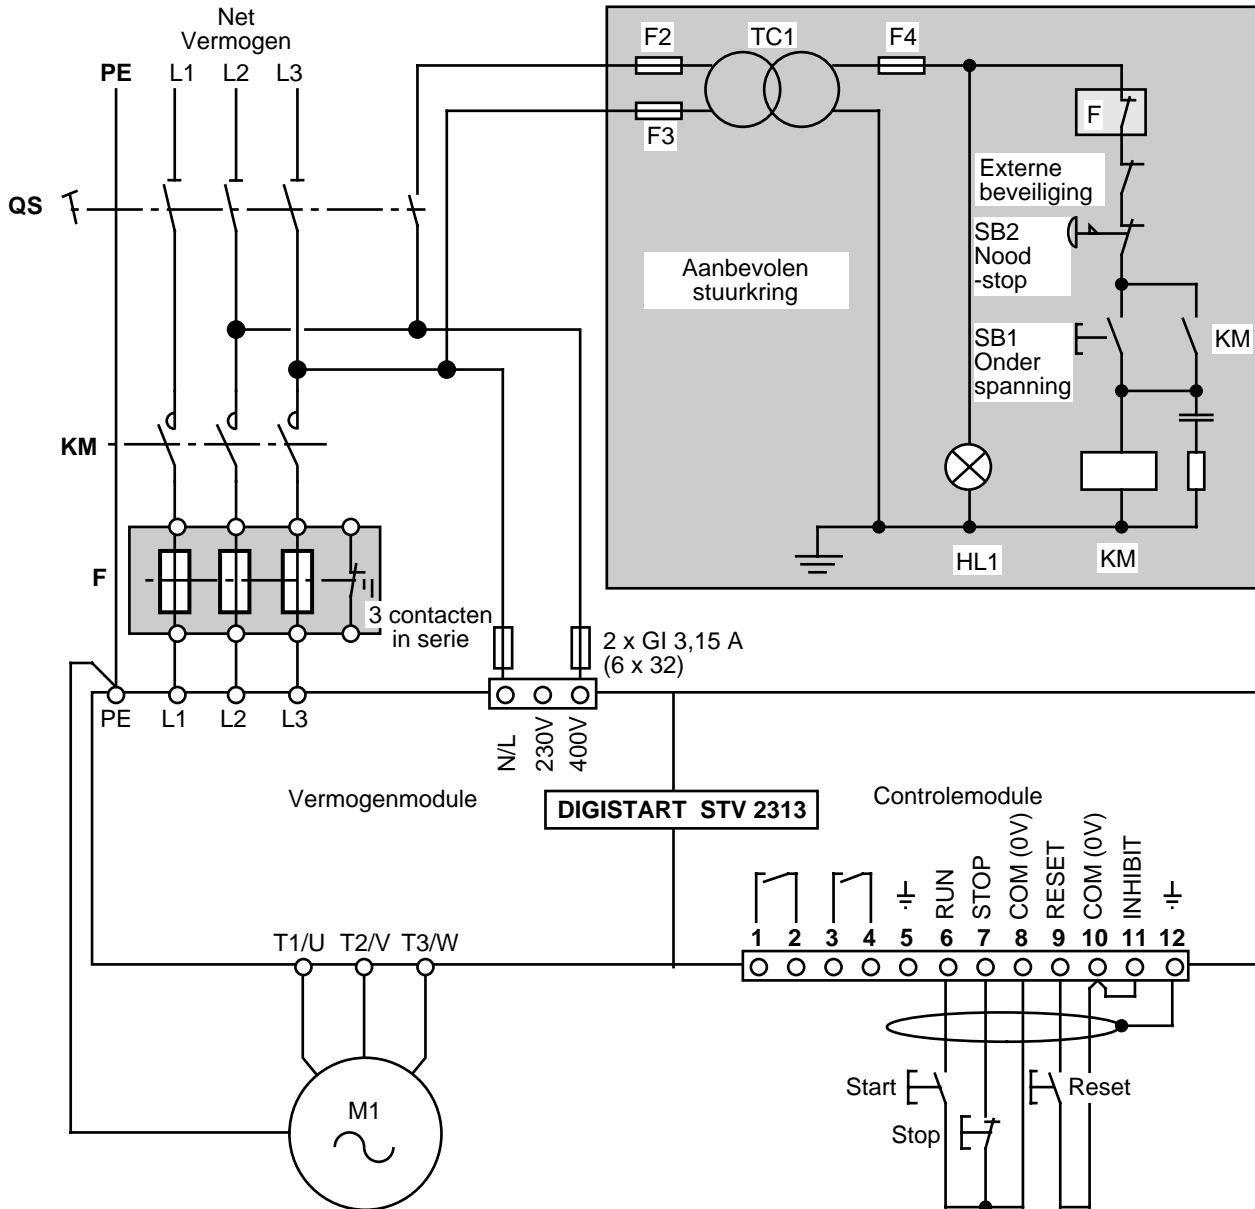 Net
Vermogen
PE L1 L2 L3
F2 TC1 F4
F3
F
Externe
beveiliging
QS
SB2
Nood
-stop
Aanbevolen
stuurkring
SB1
Onder
spanning
KM
KM
HL1 KM
F
3 contacten
in serie
2 x GI 3,15 A
(6 x 32)
PE L1 L2 L3
N/L
230V
400V
Vermogenmodule
DIGISTART STV 2313
Controlemodule
RUN
STOP
COM (0V)
RESET
COM (0V)
INHIBIT
1 2 3 4 5 6 7 8 9 10 11 12
T1/U T2/V T3/W
M1
Start
Reset
Stop